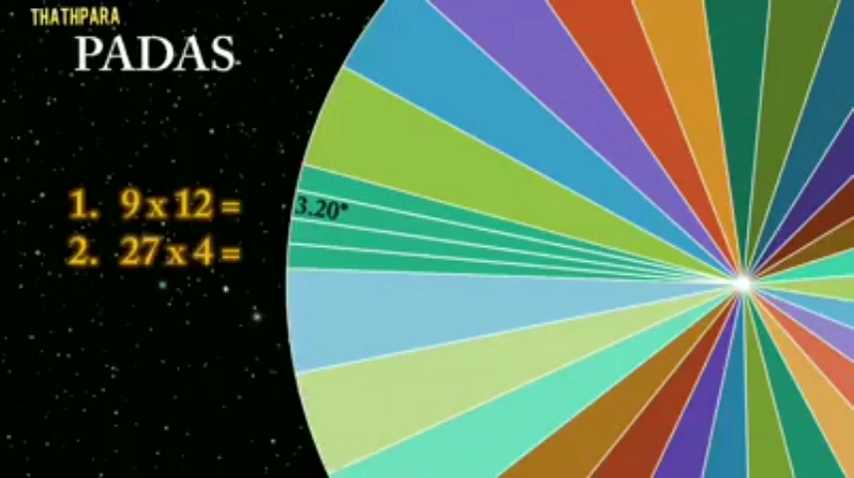 THATHPARA
PADAS
1. 9 x 12 =
2. 27 x 4 =
3.20°